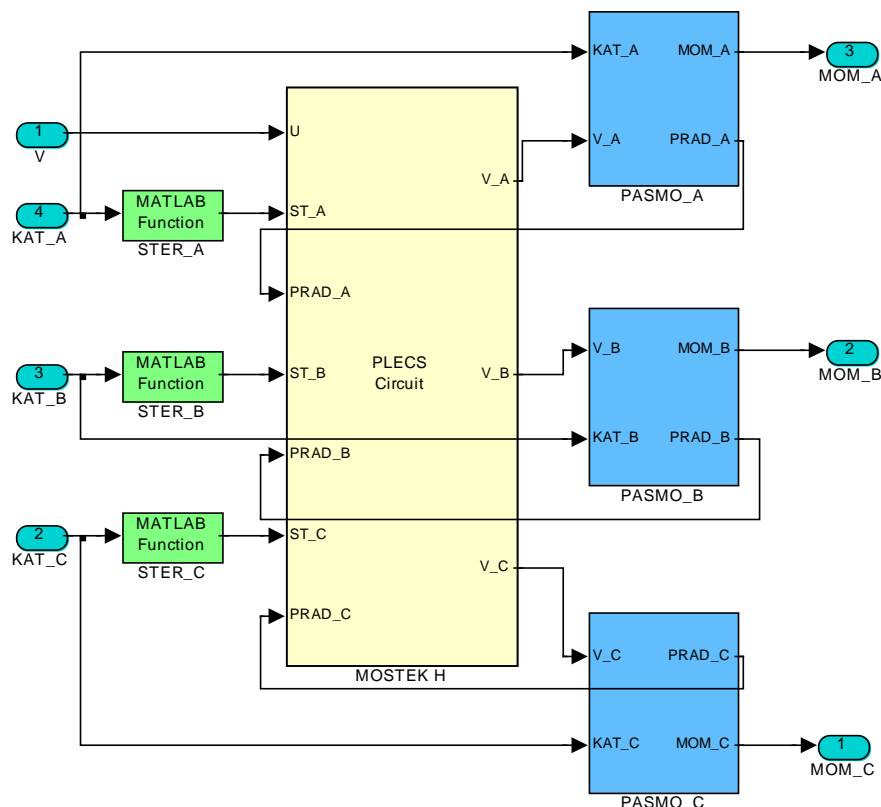 KAT_A
MOM_A
3
MOM_A
V_A
PRAD_A
PASMO_A
1
V
U
V_A
4
KAT_A
MATLAB
Function
STER_A
ST_A
PRAD_A
3
KAT_B
MATLAB
Function
STER_B
ST_B
PLECS
Circuit
V_B
V_B
MOM_B
2
MOM_B
KAT_B
PRAD_B
PASMO_B
PRAD_B
2
KAT_C
MATLAB
Function
STER_C
ST_C
V_C
PRAD_C
MOSTEK H
V_C
PRAD_C
KAT_C
MOM_C
1
MOM_C
PASMO_C